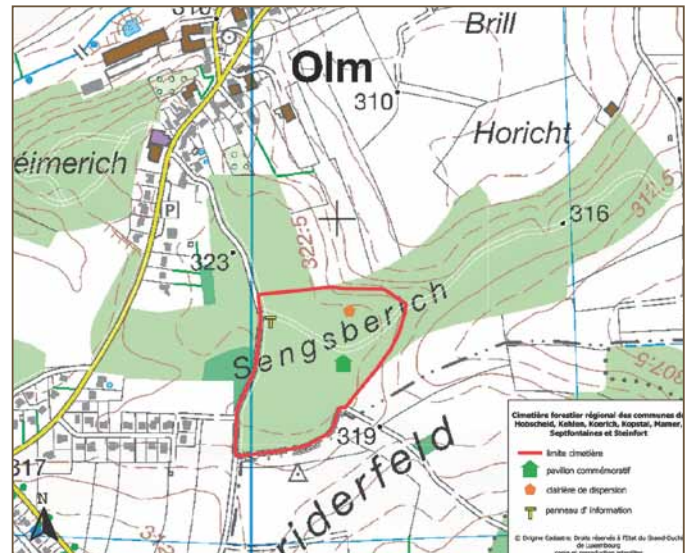 310
Brill
Olm
310
Horicht
éimerich
P
316
312.5
322.5
323
Sengsberich
307.5
319
riderfeld
317
N
Cimetière forestier régional des communes de
Hobscheid, Kehlen, Koerich, Kopstal, Mamer,
Septfontaines et Steinfort
limite cimetière
pavillon commémoratif
clairière de dispersion
panneau d' information
© Origine Cadastre: Droits réservés à l'Etat du Grand-Duché
de Luxembourg